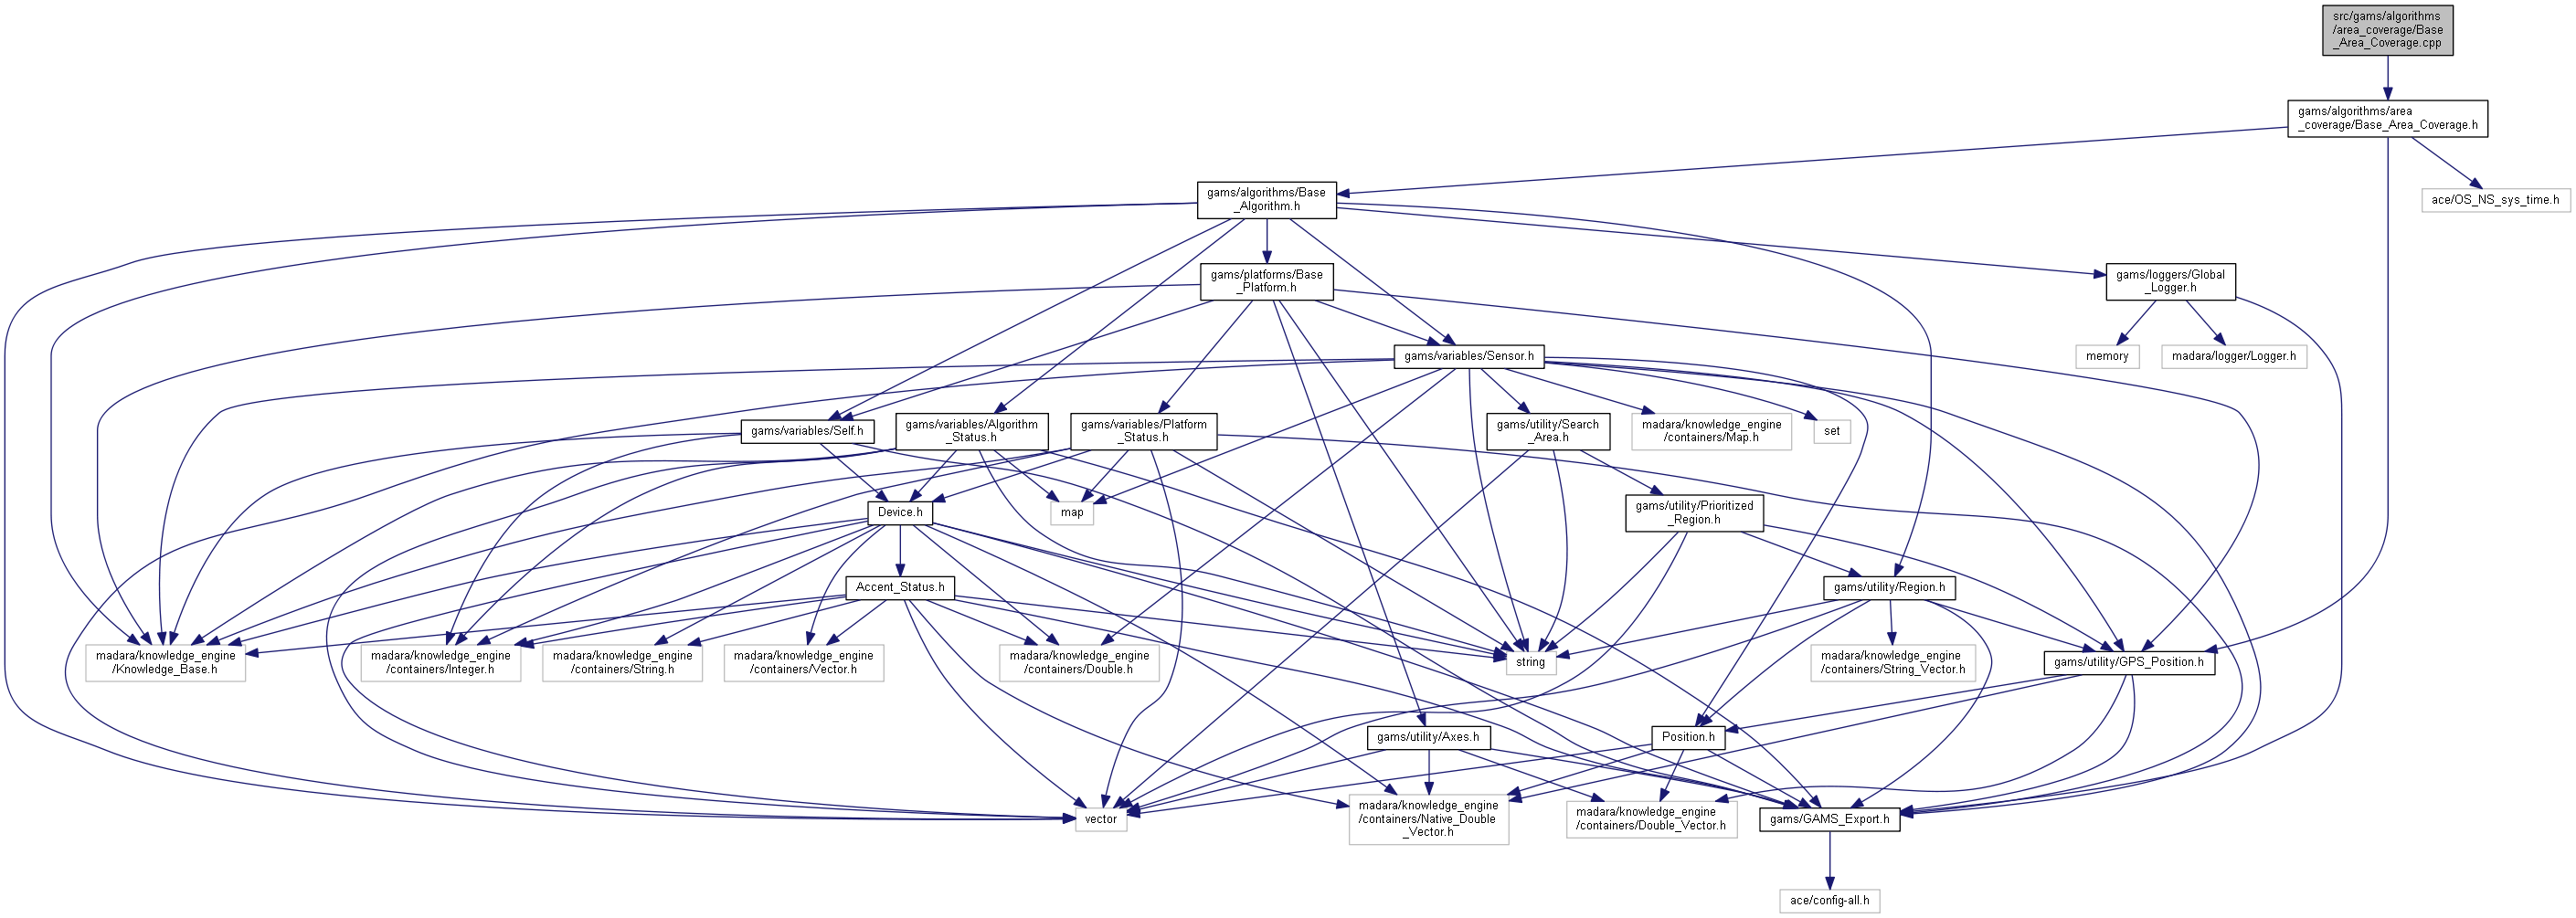 src/gams/algorithms
/area_coverage/Base
_Area_Coverage.cpp
gams/algorithms/area
_coverage/Base_Area_Coverage.h
gams/algorithms/Base
_Algorithm.h
ace/OS_NS_sys_time.h
gams/platforms/Base
_Platform.h
gams/loggers/Global
_Logger.h
gams/variables/Sensor.h
memory
madara/logger/Logger.h
gams/variables/Self.h
gams/variables/Algorithm
_Status.h
gams/variables/Platform
_Status.h
gams/utility/Search
_Area.h
madara/knowledge_engine
/containers/Map.h
set
Device.h
map
gams/utility/Prioritized
_Region.h
Accent_Status.h
gams/utility/Region.h
madara/knowledge_engine
/Knowledge_Base.h
madara/knowledge_engine
/containers/Integer.h
madara/knowledge_engine
/containers/String.h
madara/knowledge_engine
/containers/Vector.h
madara/knowledge_engine
/containers/Double.h
string
madara/knowledge_engine
/containers/String_Vector.h
gams/utility/GPS_Position.h
gams/utility/Axes.h
Position.h
vector
madara/knowledge_engine
/containers/Native_Double
_Vector.h
madara/knowledge_engine
/containers/Double_Vector.h
gams/GAMS_Export.h
ace/config-all.h